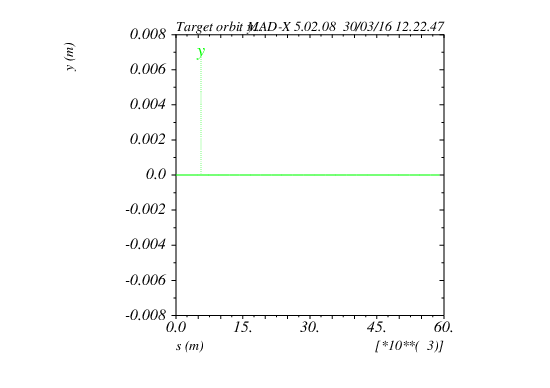 Target orbit y MAD-X 5.02.08 30/03/16 12.22.47
y (m)
0.008
y
0.006
0.004
0.002
0.0
-0.002
-0.004
-0.006
-0.008
0.0 15. 30. 45. 60.
s (m) [*10**( 3)]